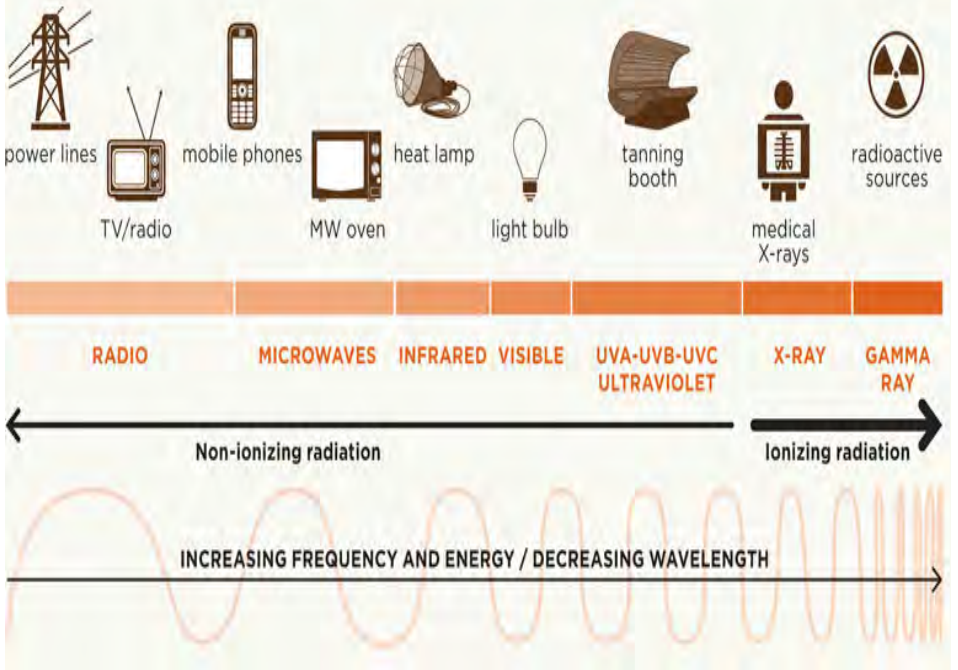 power lines
TV/radio
mobile phones
MW oven
heat lamp
light bulb
tanning
booth
medical
X-rays
radioactive
sources
RADIO
MICROWAVES
INFRARED
VISIBLE
UVA-UVB-UVC
ULTRAVIOLET
X-RAY
GAMMA
RAY
Non-ionizing radiation
Ionizing radiation
INCREASING FREQUENCY AND ENERGY / DECREASING WAVELENGTH